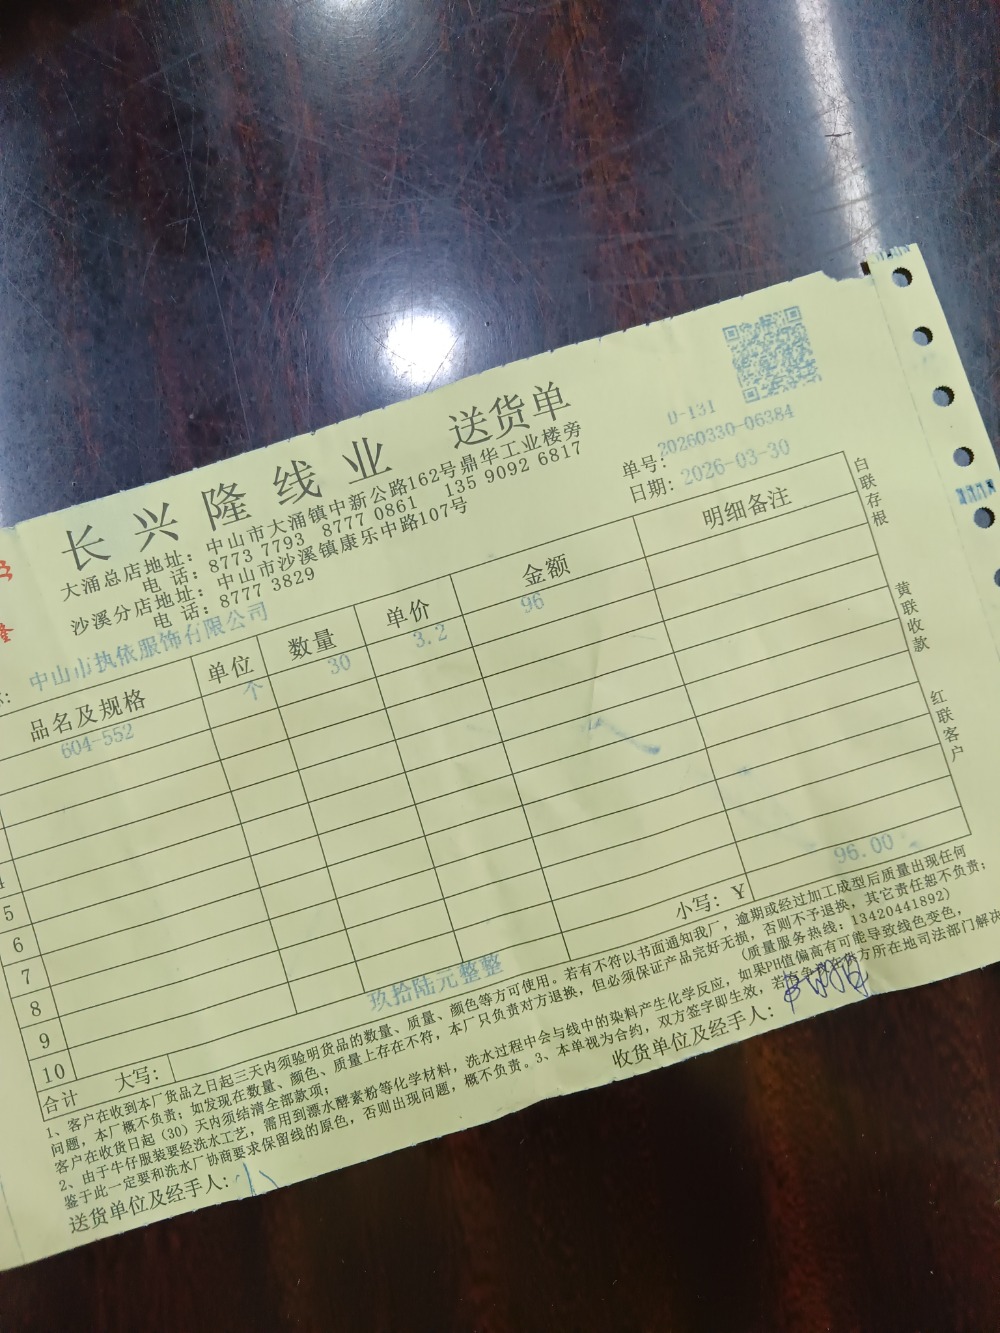 长兴隆线业 送货单
D-131
单号：20260330-06384
日期：2026-03-30
大涌总店地址：中山市大涌镇中新公路162号鼎华工业楼旁
电 话：8773 7793 8777 0861 135 9092 6817
沙溪分店地址：中山市沙溪镇康乐中路107号
电 话：8777 3829
中山市执依服饰有限公司
品名及规格 单位 数量 单价 金额 明细备注
604-552 个 30 3.2 96
5
6
7
8
9
10
合计 大写：玖拾陆元整整 小写：Y 96.00
1、客户在收到本厂货品之日起三天内须验明货品的数量、质量、颜色等方可使用。若有不符以书面通知我厂，逾期或经过加工成型后质量出现任何
问题，本厂概不负责；如发现在数量、颜色、质量上存在不符，本厂只负责对方退换，但必须保证产品完好无损，否则不予退换，其它责任恕不负责；
客户在收货日起（30）天内须结清全部款项； （质量服务热线：13420441892）
2、由于牛仔服装要经洗水工艺，需用到漂水酵素粉等化学材料，洗水过程中会与线中的染料产生化学反应，如果PH值偏高有可能导致线色变色，
鉴于此一定要和洗水厂协商要求保留线的原色，否则出现问题，概不负责。3、本单视为合约，双方签字即生效，若 方所在地司法部门解决
送货单位及经手人： 收货单位及经手人：
白联存根
黄联收款
红联客户